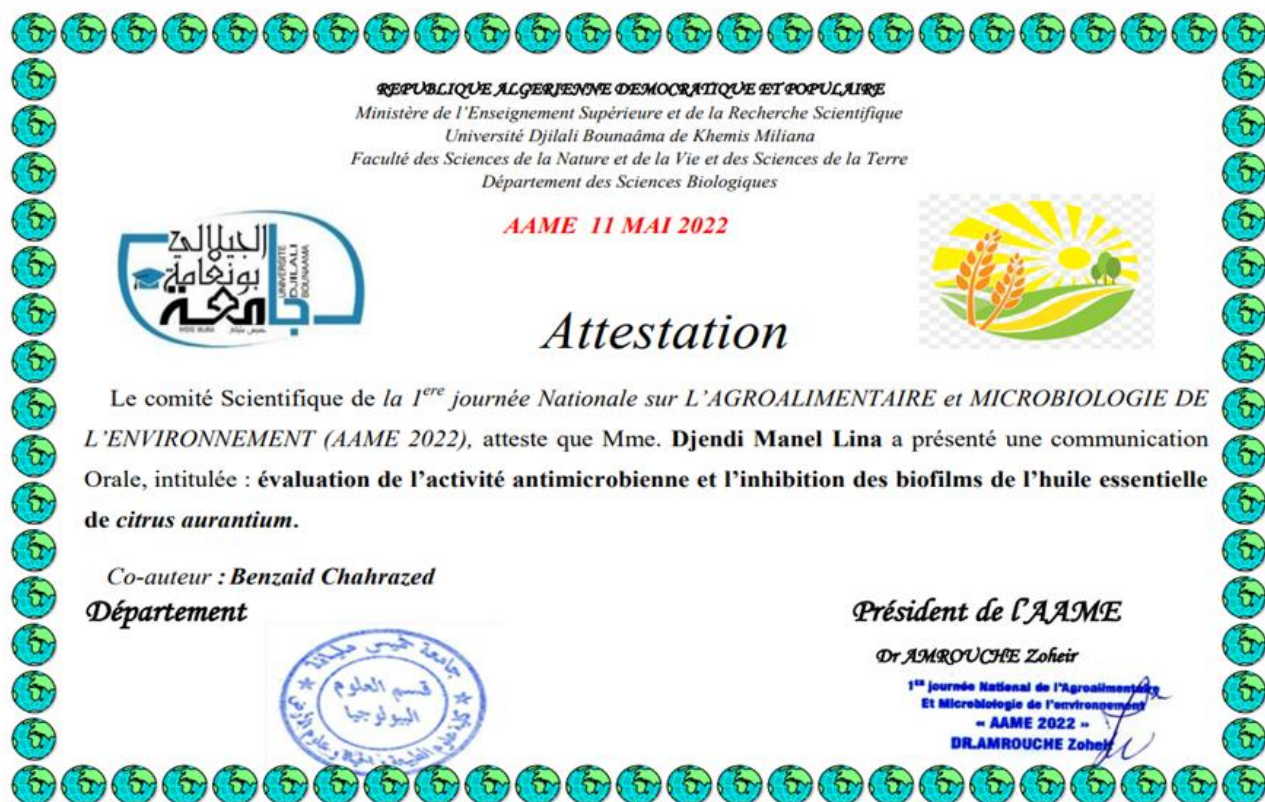 REPUBLIQUE ALGERIENNE DEMOCRATIQUE ET POPULAIRE
Ministère de l'Enseignement Supérieure et de la Recherche Scientifique
Université Djilali Bounaâma de Khemis Miliana
Faculté des Sciences de la Nature et de la Vie et des Sciences de la Terre
Département des Sciences Biologiques
AAME 11 MAI 2022
الجيلالي
بونعامة
جامعة
UNIVERSITE
DJILALI
BOUNAAMA
Attestation
Le comité Scientifique de la 1ere journée Nationale sur L'AGROALIMENTAIRE et MICROBIOLOGIE DE
L'ENVIRONNEMENT (AAME 2022), atteste que Mme. Djendi Manel Lina a présenté une communication
Orale, intitulée : évaluation de l'activité antimicrobienne et l'inhibition des biofilms de l'huile essentielle
de citrus aurantium.
Co-auteur : Benzaid Chahrazed
Département
جامعة خميس مليانة
قسم العلوم
البيولوجيا
Président de l'AAME
Dr AMROUCHE Zoheir
1ER journée National de l'Agroalimentaire
Et Microbiologie de l'environnement
« AAME 2022 »
DR.AMROUCHE Zoheir